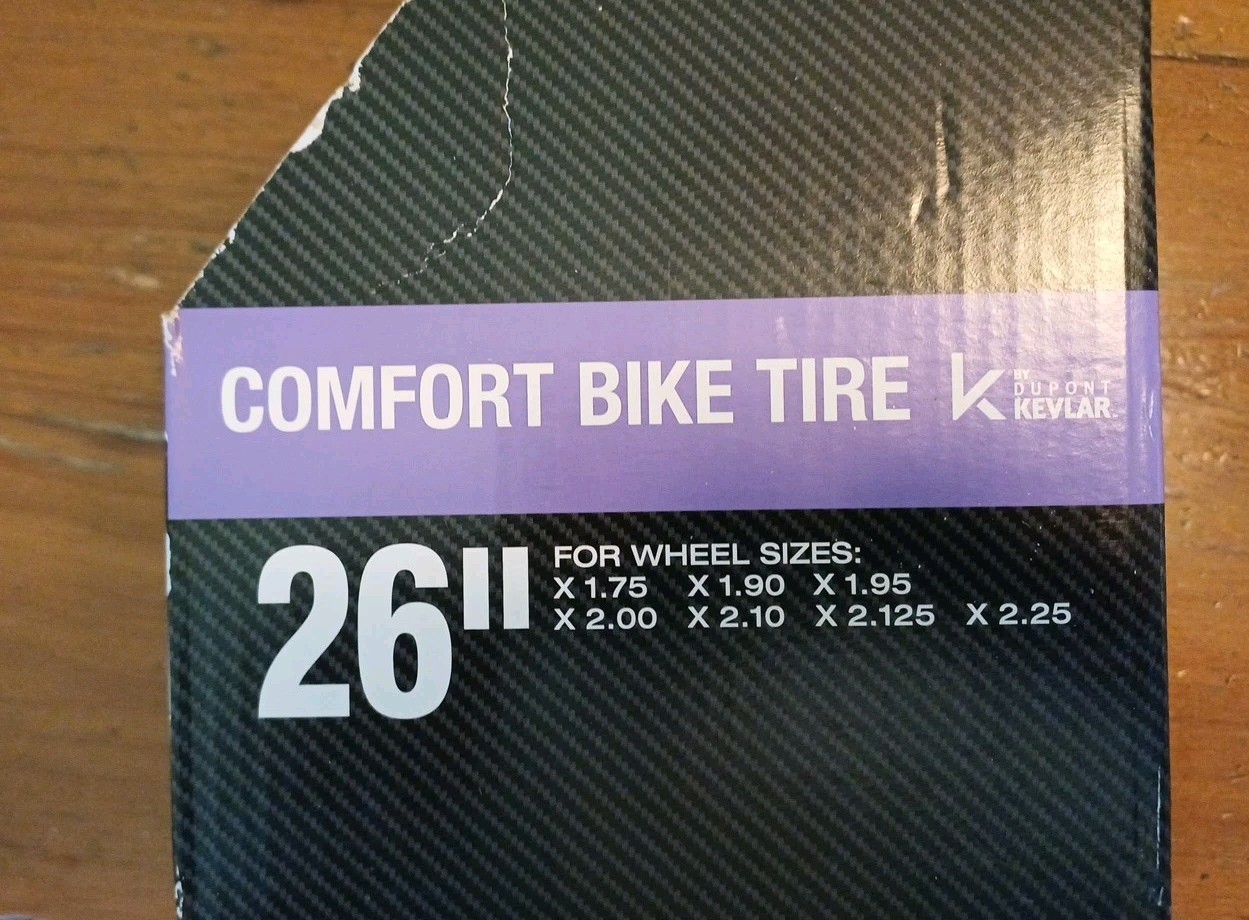 COMFORT BIKE TIRE
BY
DUPONT
KEVLAR™
26"
FOR WHEEL SIZES:
X 1.75 X 1.90 X 1.95
X 2.00 X 2.10 X 2.125 X 2.25